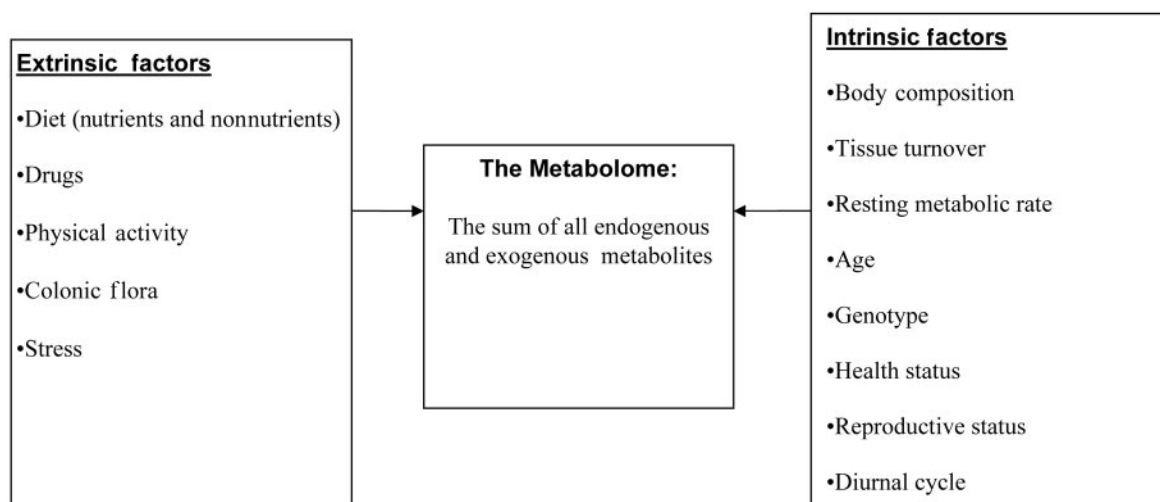 Extrinsic factors
•Diet (nutrients and nonnutrients)
•Drugs
•Physical activity
•Colonic flora
•Stress
The Metabolome:
The sum of all endogenous
and exogenous metabolites
Intrinsic factors
•Body composition
•Tissue turnover
•Resting metabolic rate
•Age
•Genotype
•Health status
•Reproductive status
•Diurnal cycle